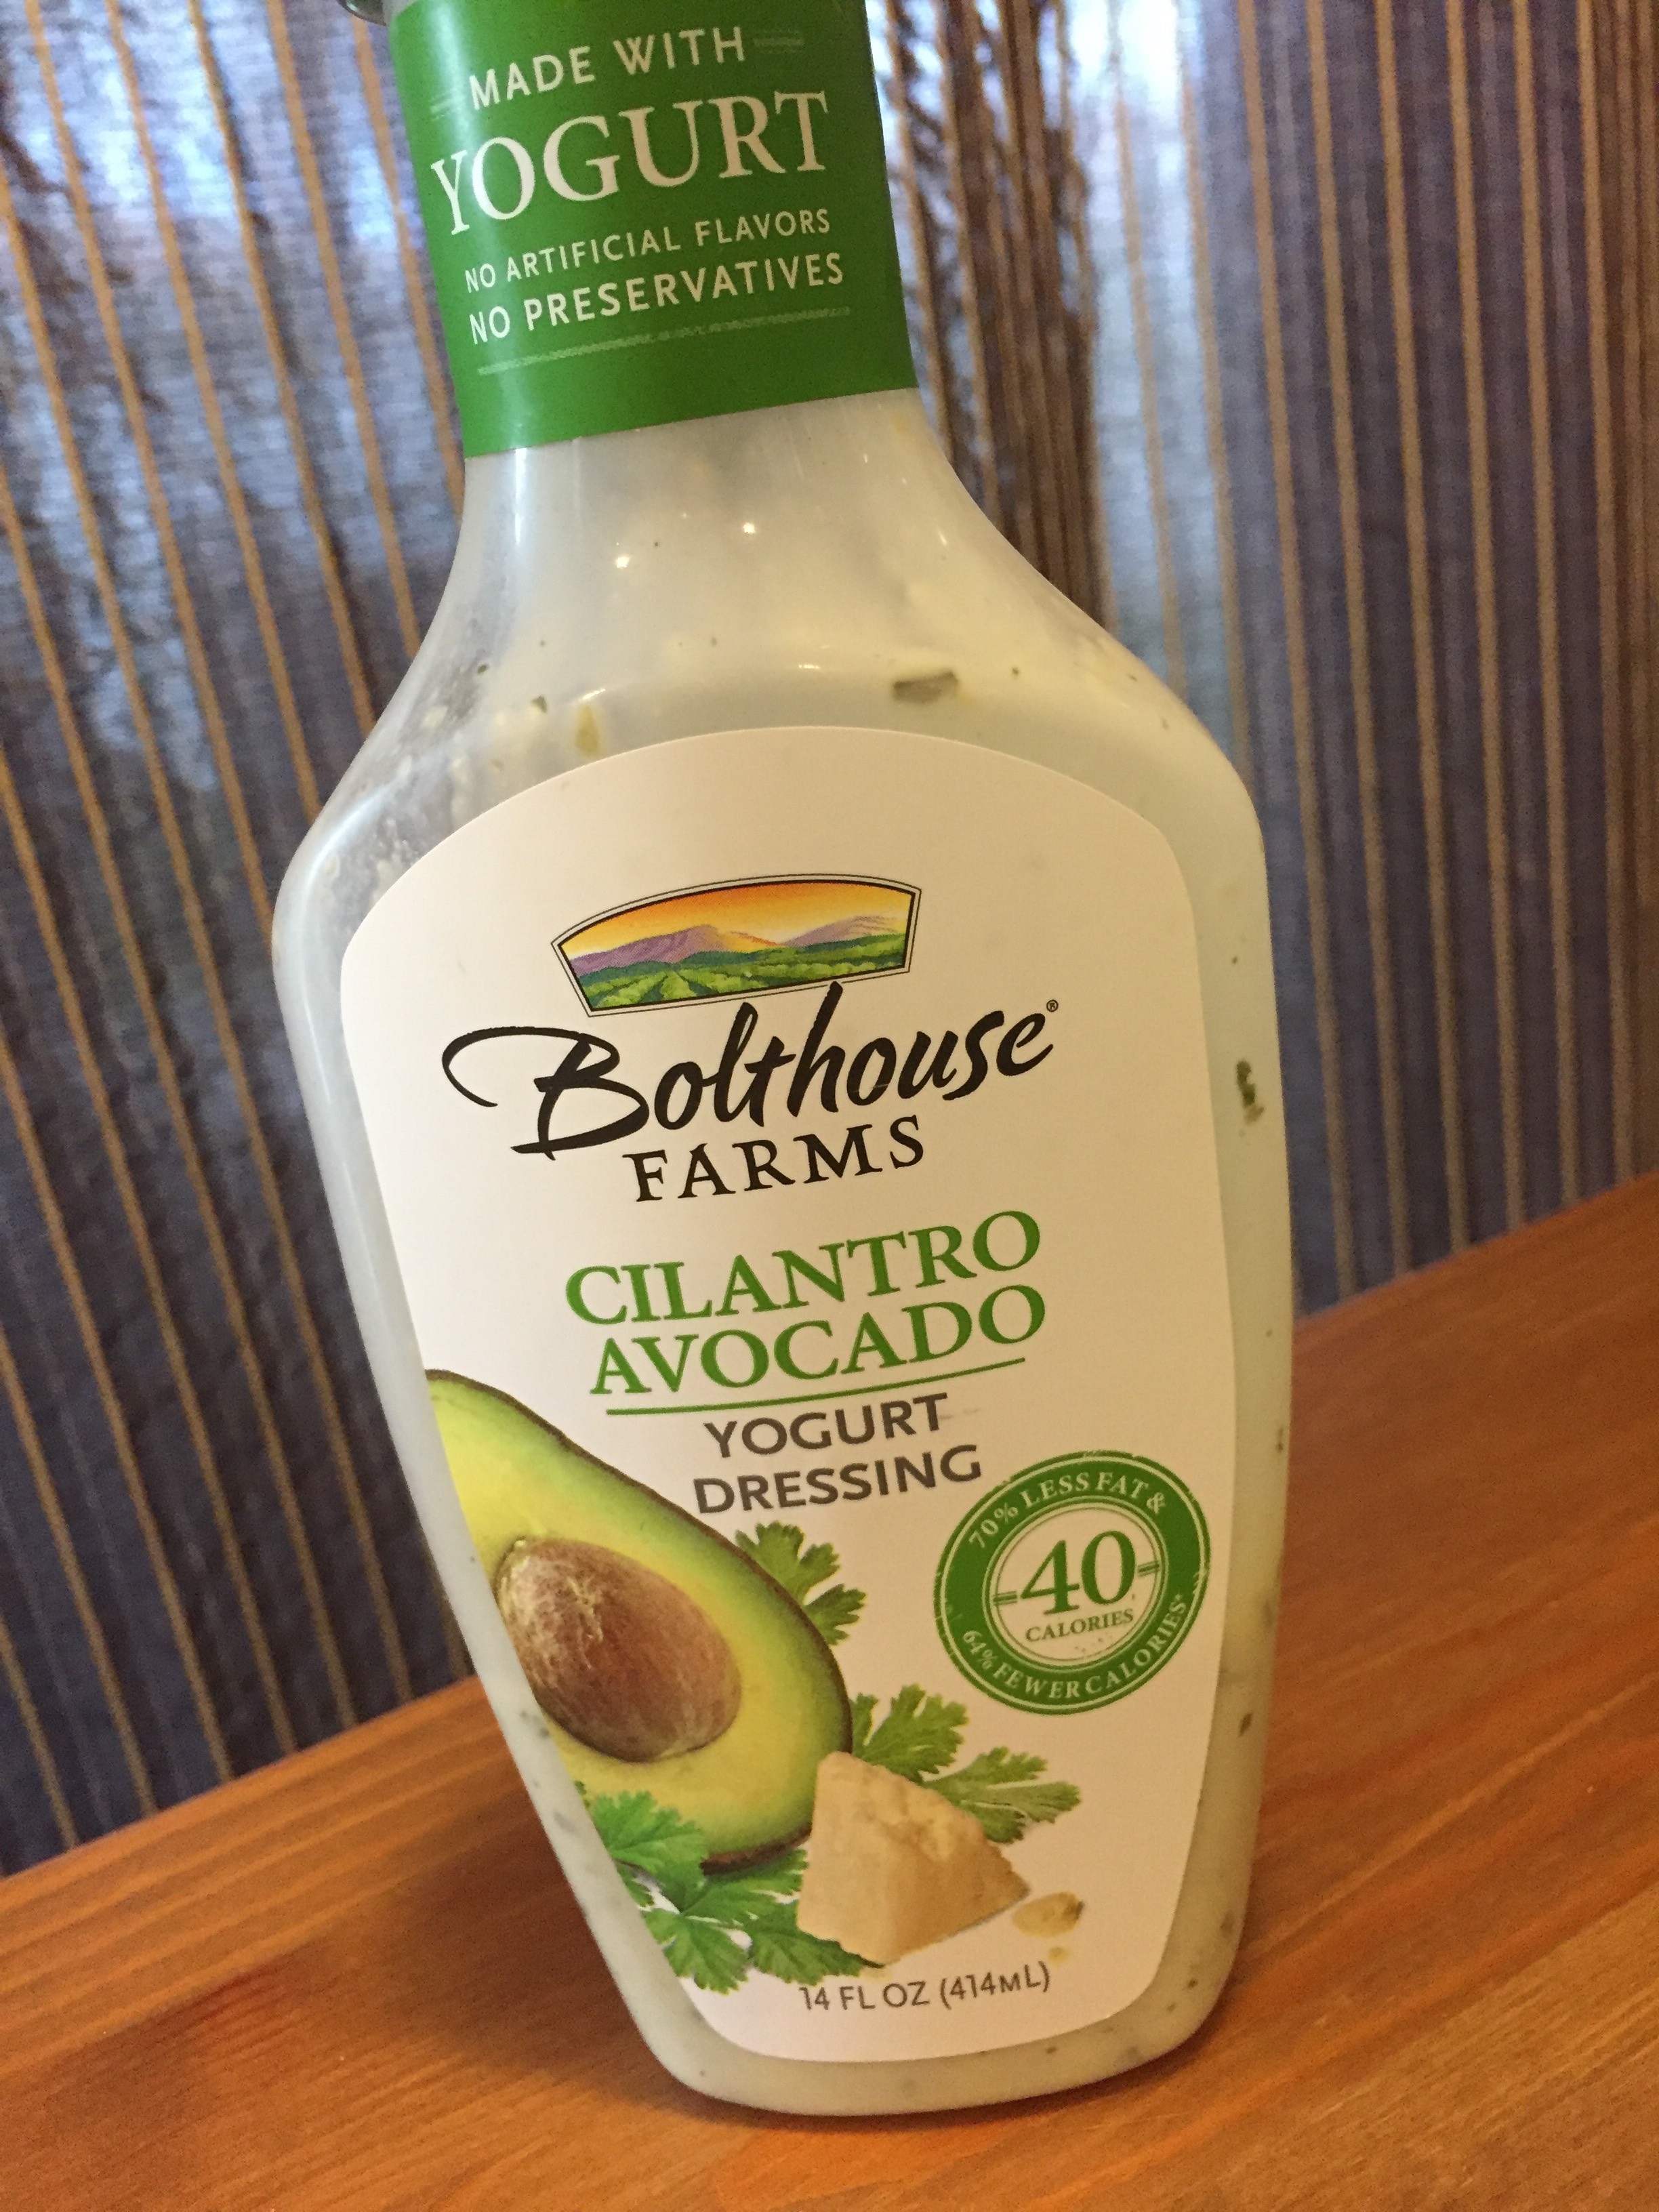 MADE WITH
YOGURT
NO ARTIFICIAL FLAVORS
NO PRESERVATIVES
Bolthouse®
FARMS
CILANTRO
AVOCADO
YOGURT
DRESSING
70% LESS FAT &
40
CALORIES
64% FEWER CALORIES*
14 FL OZ (414ML)